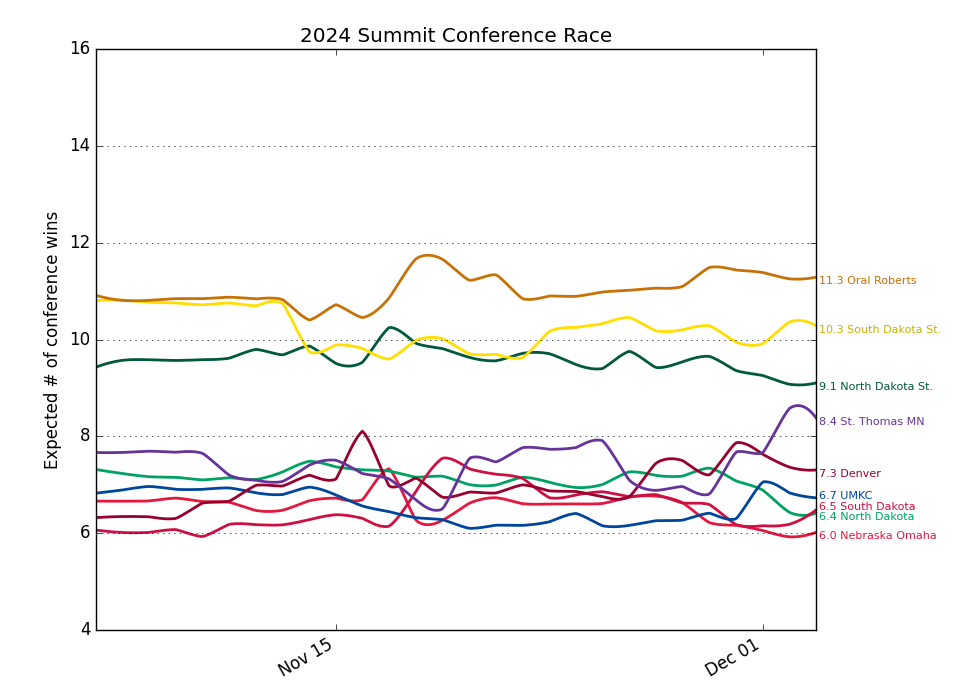 2024 Summit Conference Race
Expected # of conference wins
16
14
12
10
8
6
4
Nov 15
Dec 01
11.3 Oral Roberts
10.3 South Dakota St.
9.1 North Dakota St.
8.4 St. Thomas MN
7.3 Denver
6.7 UMKC
6.5 South Dakota
6.4 North Dakota
6.0 Nebraska Omaha